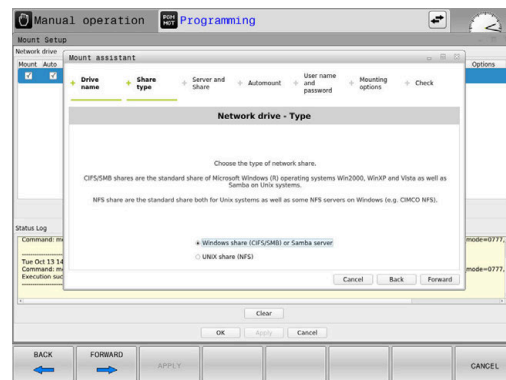 Manual operation
PGM
MGT
Programming
Mount Setup
Network drive
Mount Auto
Options
Mount assistant
+ Drive name
+ Share type
+ Server and Share
+ Automount
+ User name and password
+ Mounting options
+ Check
Network drive - Type
Choose the type of network share.
CIFS/SMB) shares are the standard share of Microsoft Windows (R) operating systems Win2000, WinXP and Vista as well as
Samba on Unix systems.
NFS share are the standard share both for Unix systems as well as some NFS servers on Windows (e.g. CIMCO NFS).
Windows share (CIFS/SMB) or Samba server
UNIX share (NFS)
Cancel Back Forward
Status Log
Command: m
mode=0777,
Tue Oct 13 14
Command: m
mode=0777,
Execution suc
Clear
OK Apply Cancel
BACK
FORWARD
APPLY
CANCEL